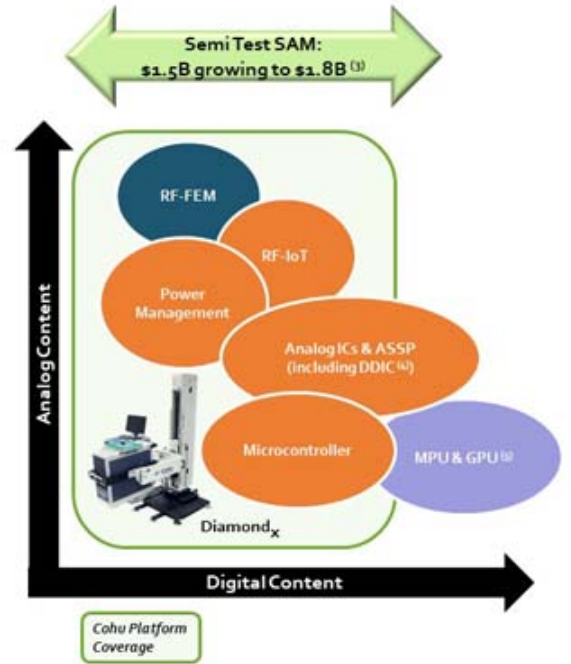 Semi Test SAM:
$1.5B growing to $1.8B (3)
Analog Content
RF-FEM
RF-IoT
Power
Management
Analog ICs & ASSP
(including DDIC (4))
Microcontroller
MPU & GPU (5)
Diamondx
Digital Content
Cohu Platform
Coverage